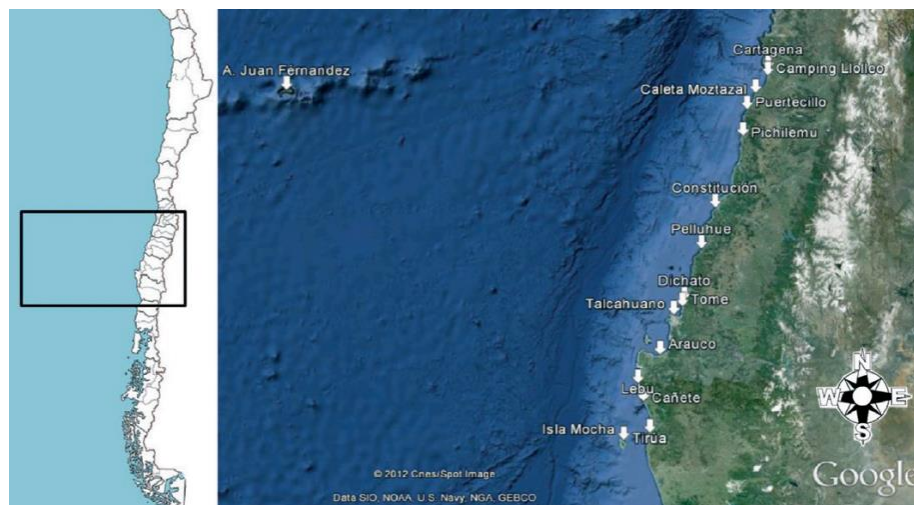 Cartagena
A. Juan Fernandez
Camping Llolleo
Caleta Moztazal
Puertecillo
Pichilemu
Constitución
Pelluhue
Dichato
Tome
Talcahuano
Arauco
Lebu
Cañete
Isla Mocha
Tirúa
N
W E
S
© 2012 Cnes/Spot Image
Data SIO, NOAA, U.S. Navy, NGA, GEBCO
Google